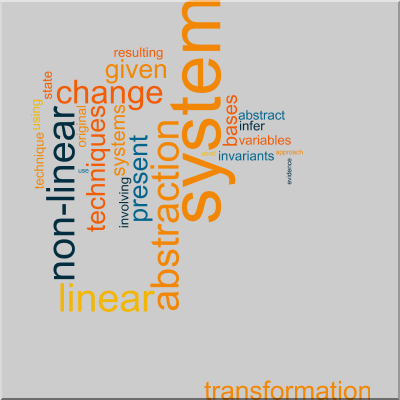 resulting
given
change
state
using
original
technique
non-linear
techniques
systems
use
involving
present
abstraction
system
bases
abstract
infer
variables
invariants
approach
evidence
linear
transformation